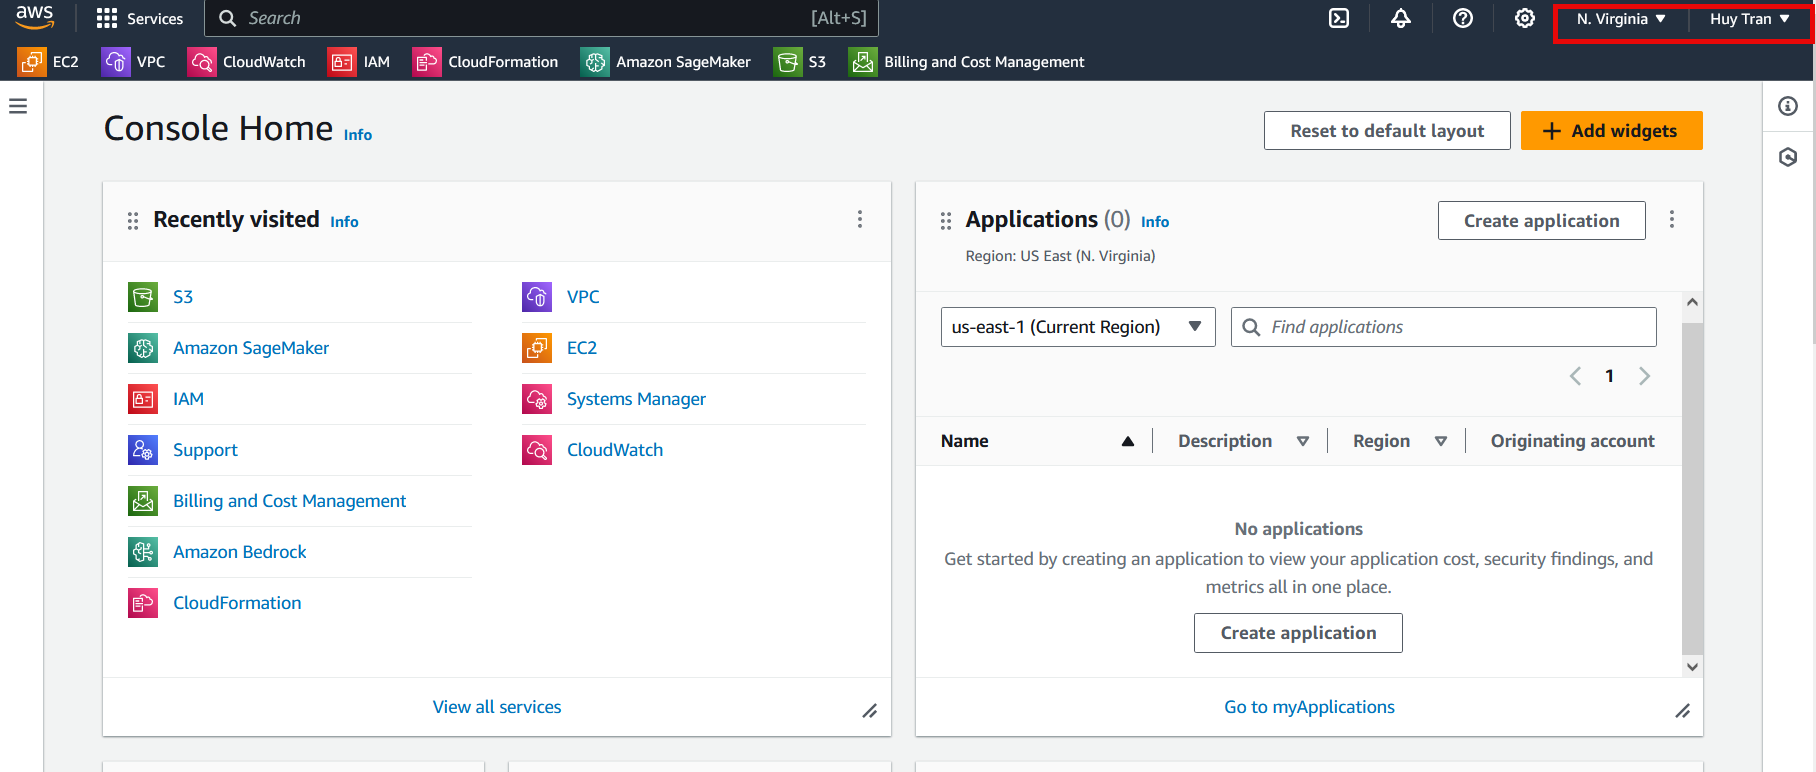 aws
Services
Search
[Alt+S]
N. Virginia
Huy Tran
EC2
VPC
CloudWatch
IAM
CloudFormation
Amazon SageMaker
S3
Billing and Cost Management
Console Home Info
Reset to default layout
Add widgets
Recently visited Info
S3
Amazon SageMaker
IAM
Support
Billing and Cost Management
Amazon Bedrock
CloudFormation
VPC
EC2
Systems Manager
CloudWatch
View all services
Applications (0) Info
Region: US East (N. Virginia)
Create application
us-east-1 (Current Region)
Find applications
1
Name
Description
Region
Originating account
No applications
Get started by creating an application to view your application cost, security findings, and
metrics all in one place.
Create application
Go to myApplications